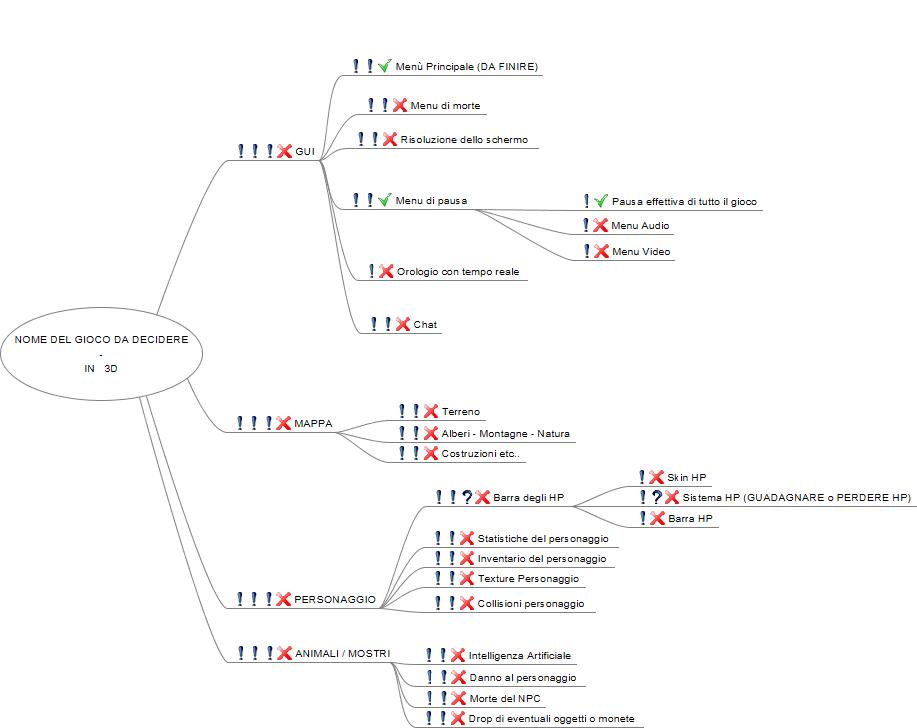 Menù Principale (DA FINIRE)
Menu di morte
Risoluzione dello schermo
GUI
Menu di pausa
Pausa effettiva di tutto il gioco
Menu Audio
Menu Video
Orologio con tempo reale
Chat
NOME DEL GIOCO DA DECIDERE
-
IN 3D
MAPPA
Terreno
Alberi - Montagne - Natura
Costruzioni etc..
Barra degli HP
Skin HP
Sistema HP (GUADAGNARE o PERDERE HP)
Barra HP
Statistiche del personaggio
Inventario del personaggio
Texture Personaggio
Collisioni personaggio
PERSONAGGIO
ANIMALI / MOSTRI
Intelligenza Artificiale
Danno al personaggio
Morte del NPC
Drop di eventuali oggetti o monete